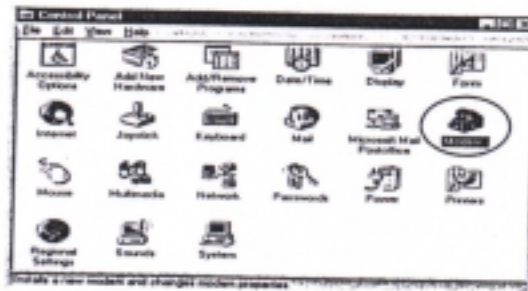 Control Panel
File Edit View Help
Accessibility Options
Add New Hardware
Add/Remove Programs
Date/Time
Display
Internet
Joystick
Keyboard
Mail
Microsoft Mail Postoffice
Modems
Mouse
Multimedia
Network
Passwords
Power
Printers
Regional Settings
Sounds
System
Installs a new modem and changes modem properties.